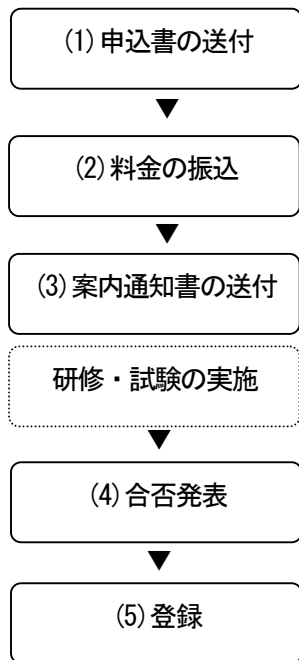 (1)申込書の送付
▼
(2)料金の振込
▼
(3)案内通知書の送付
研修・試験の実施
▼
(4)合否発表
▼
(5)登録